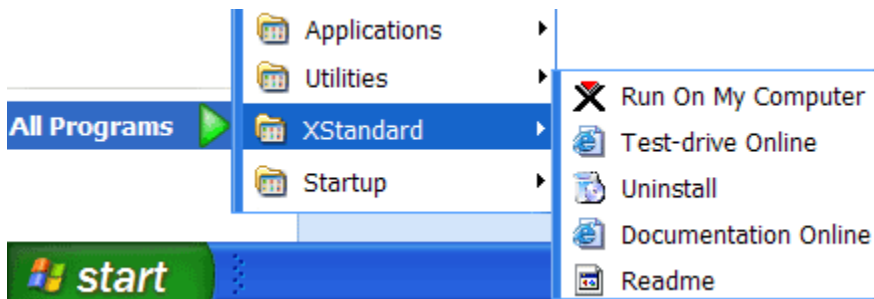 Applications
Utilities
All Programs
XStandard
Startup
Run On My Computer
Test-drive Online
Uninstall
Documentation Online
Readme
start